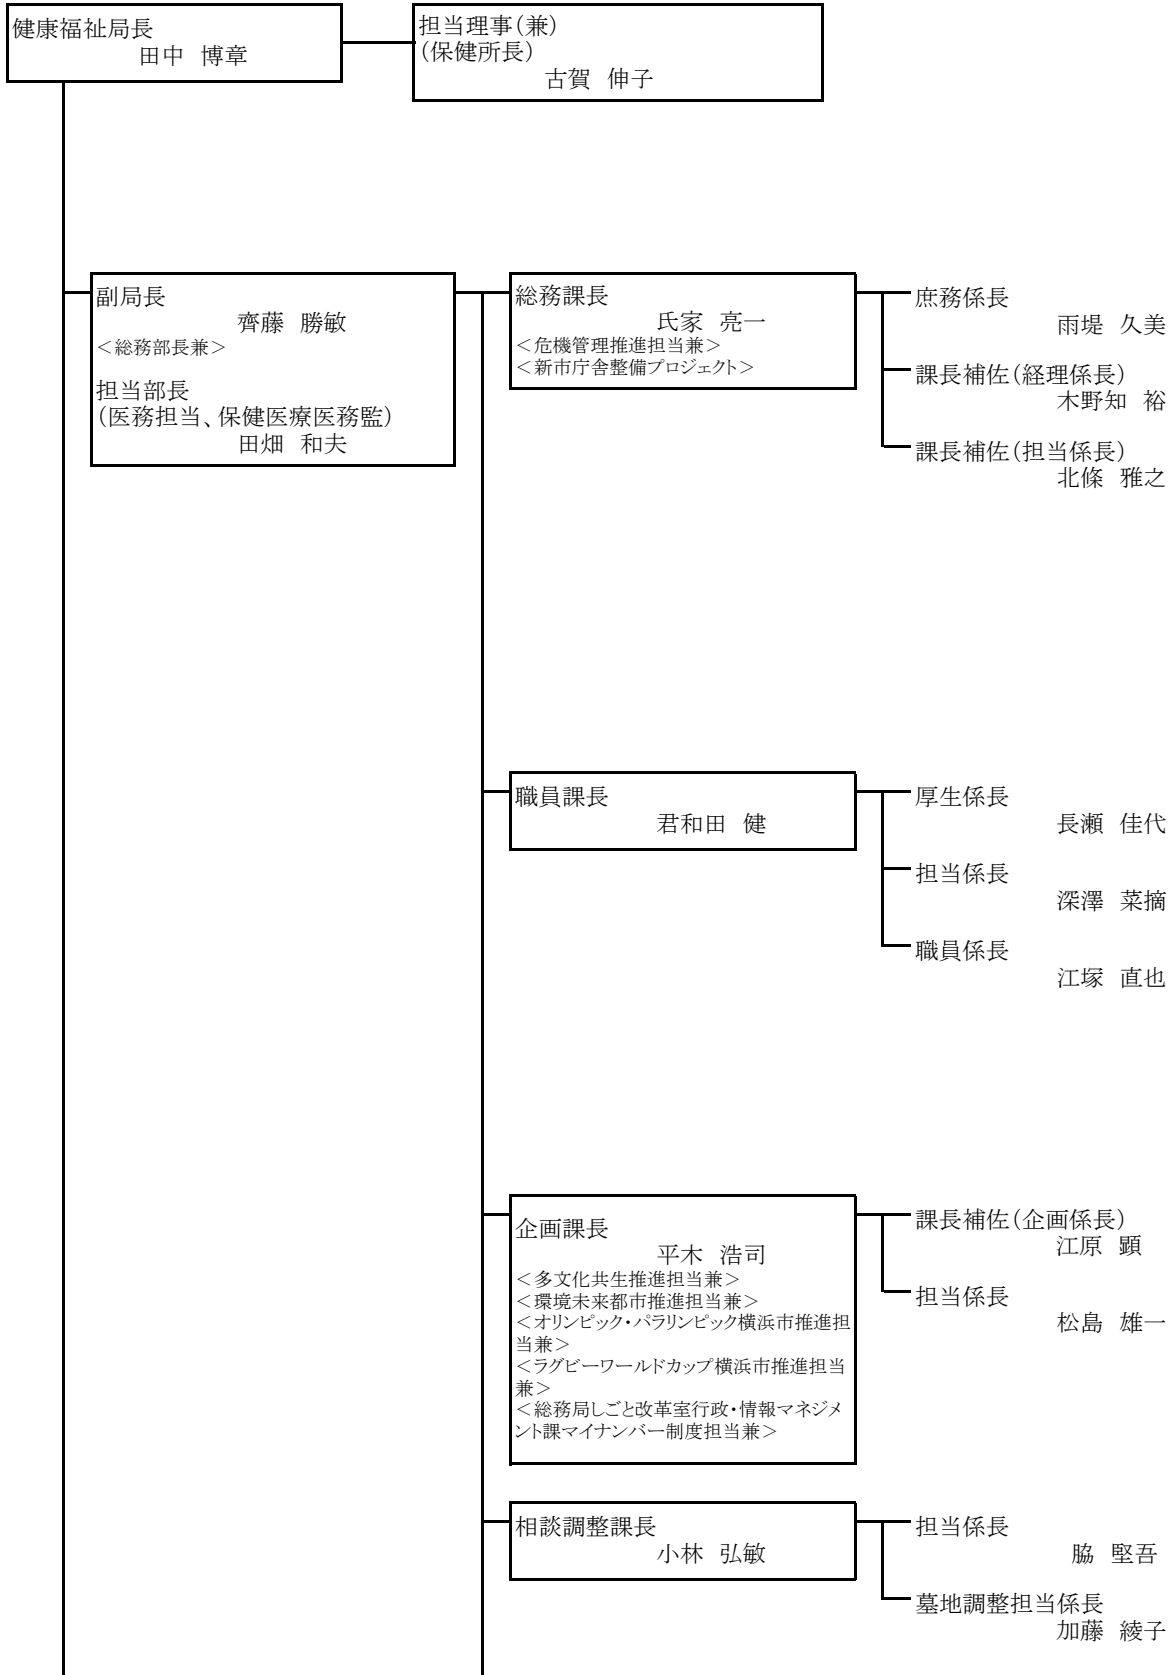 健康福祉局長
田中 博章
担当理事(兼)
(保健所長)
古賀 伸子
副局長
齊藤 勝敏
<総務部長兼>
担当部長
(医務担当、保健医療医務監)
田畑 和夫
総務課長
氏家 亮一
<危機管理推進担当兼>
<新市庁舎整備プロジェクト>
庶務係長
雨堤 久美
課長補佐(経理係長)
木野知 裕
課長補佐(担当係長)
北條 雅之
職員課長
君和田 健
厚生係長
長瀬 佳代
担当係長
深澤 菜摘
職員係長
江塚 直也
企画課長
平木 浩司
<多文化共生推進担当兼>
<環境未来都市推進担当兼>
<オリンピック・パラリンピック横浜市推進担
当兼>
<ラグビーワールドカップ横浜市推進担当
兼>
<総務局しごと改革室行政・情報マネジメ
ント課マイナンバー制度担当兼>
課長補佐(企画係長)
江原 顕
担当係長
松島 雄一
相談調整課長
小林 弘敏
担当係長
脇 堅吾
墓地調整担当係長
加藤 綾子